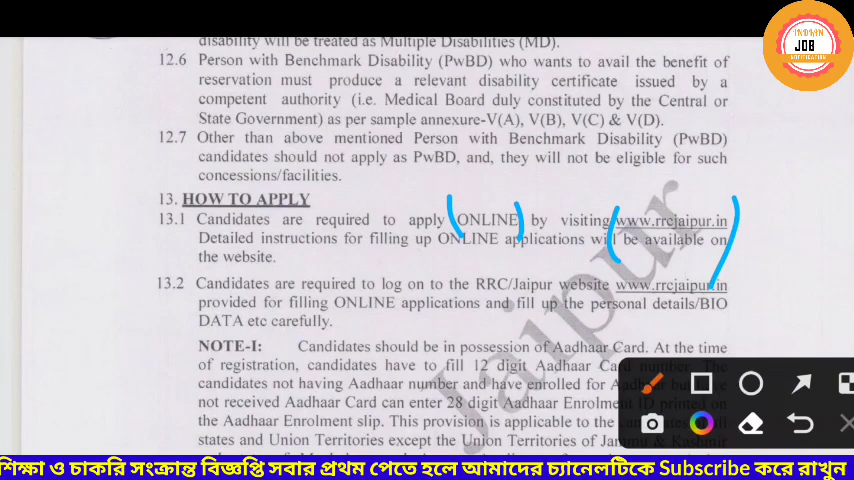 INDIAN
JOB
NOTIFICATION
disability will be treated as Multiple Disabilities (MD).
12.6 Person with Benchmark Disability (PwBD) who wants to avail the benefit of
reservation must produce a relevant disability certificate issued by a
competent authority (i.e. Medical Board duly constituted by the Central or
State Government) as per sample annexure-V(A), V(B), V(C) & V(D).
12.7 Other than above mentioned Person with Benchmark Disability (PwBD)
candidates should not apply as PwBD, and, they will not be eligible for such
concessions/facilities.
13. HOW TO APPLY
13.1 Candidates are required to apply ONLINE by visiting www.rrcjaipur.in
Detailed instructions for filling up ONLINE applications will be available on
the website.
13.2 Candidates are required to log on to the RRC/Jaipur website www.rrcjaipur.in
provided for filling ONLINE applications and fill up the personal details/BIO
DATA etc carefully.
NOTE-I: Candidates should be in possession of Aadhaar Card. At the time
of registration, candidates have to fill 12 digit Aadhaar Card number. The
candidates not having Aadhaar number and have enrolled for
not received Aadhaar Card can enter 28 digit Aadhaar Enrolment ID printed on
the Aadhaar Enrolment slip. This provision is applicable to the
states and Union Territories except the Union Territories of Jammu & Kashmir
Jaipur
শিক্ষা ও চাকরি সংক্রান্ত বিজ্ঞপ্তি সবার প্রথম পেতে হলে আমাদের চ্যানেলটিকে Subscribe করে রাখুন